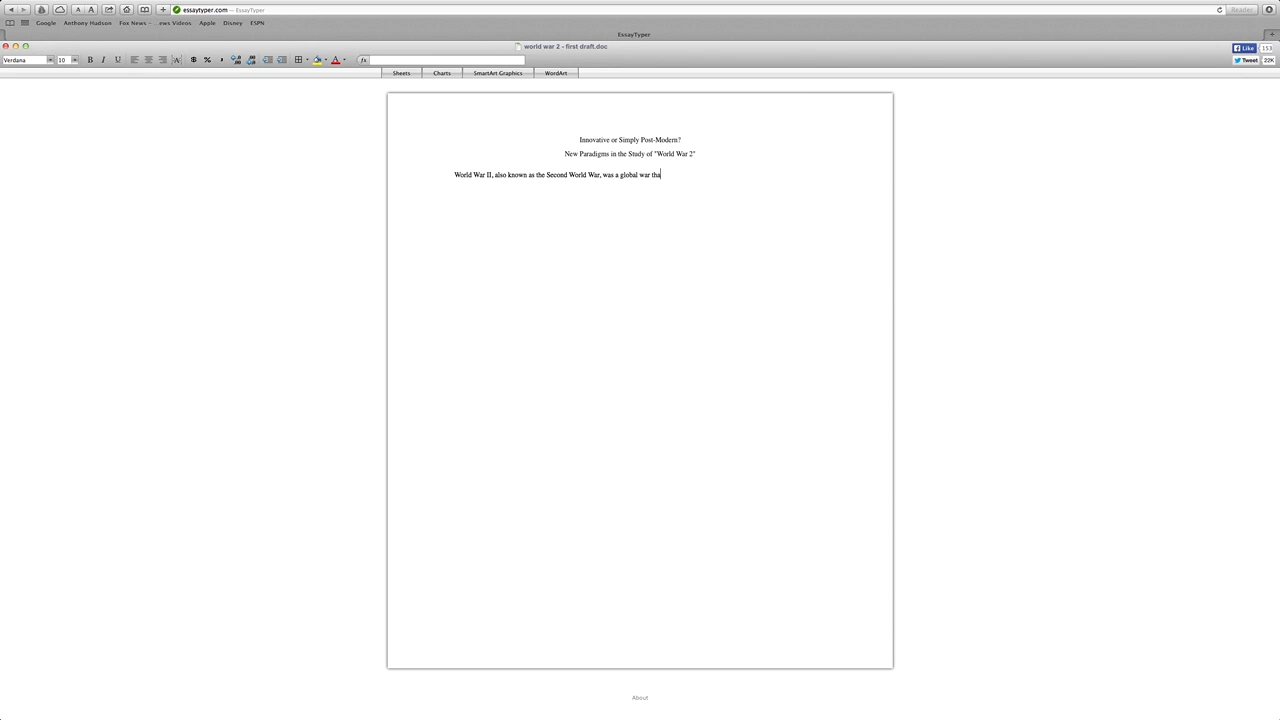 essaytyper.com — EssayTyper
Reader
Google Anthony Hudson Fox News – ...ews Videos Apple Disney ESPN
EssayTyper
world war 2 - first draft.doc
Like 153
Verdana 10 B I U A $ % A fx
Tweet 22K
Sheets Charts SmartArt Graphics WordArt
Innovative or Simply Post-Modern?
New Paradigms in the Study of "World War 2"
World War II, also known as the Second World War, was a global war tha
About